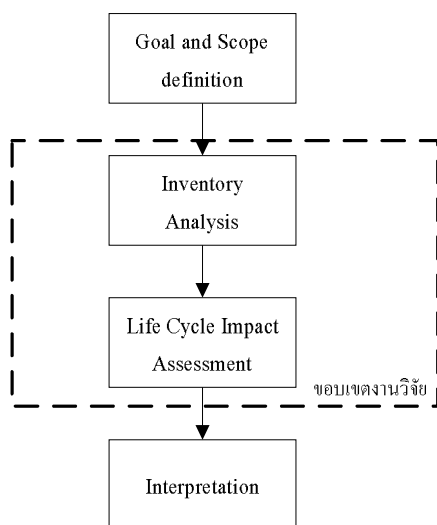 Goal and Scope
definition
Inventory
Analysis
Life Cycle Impact
Assessment
ขอบเขตงานวิจัย
Interpretation